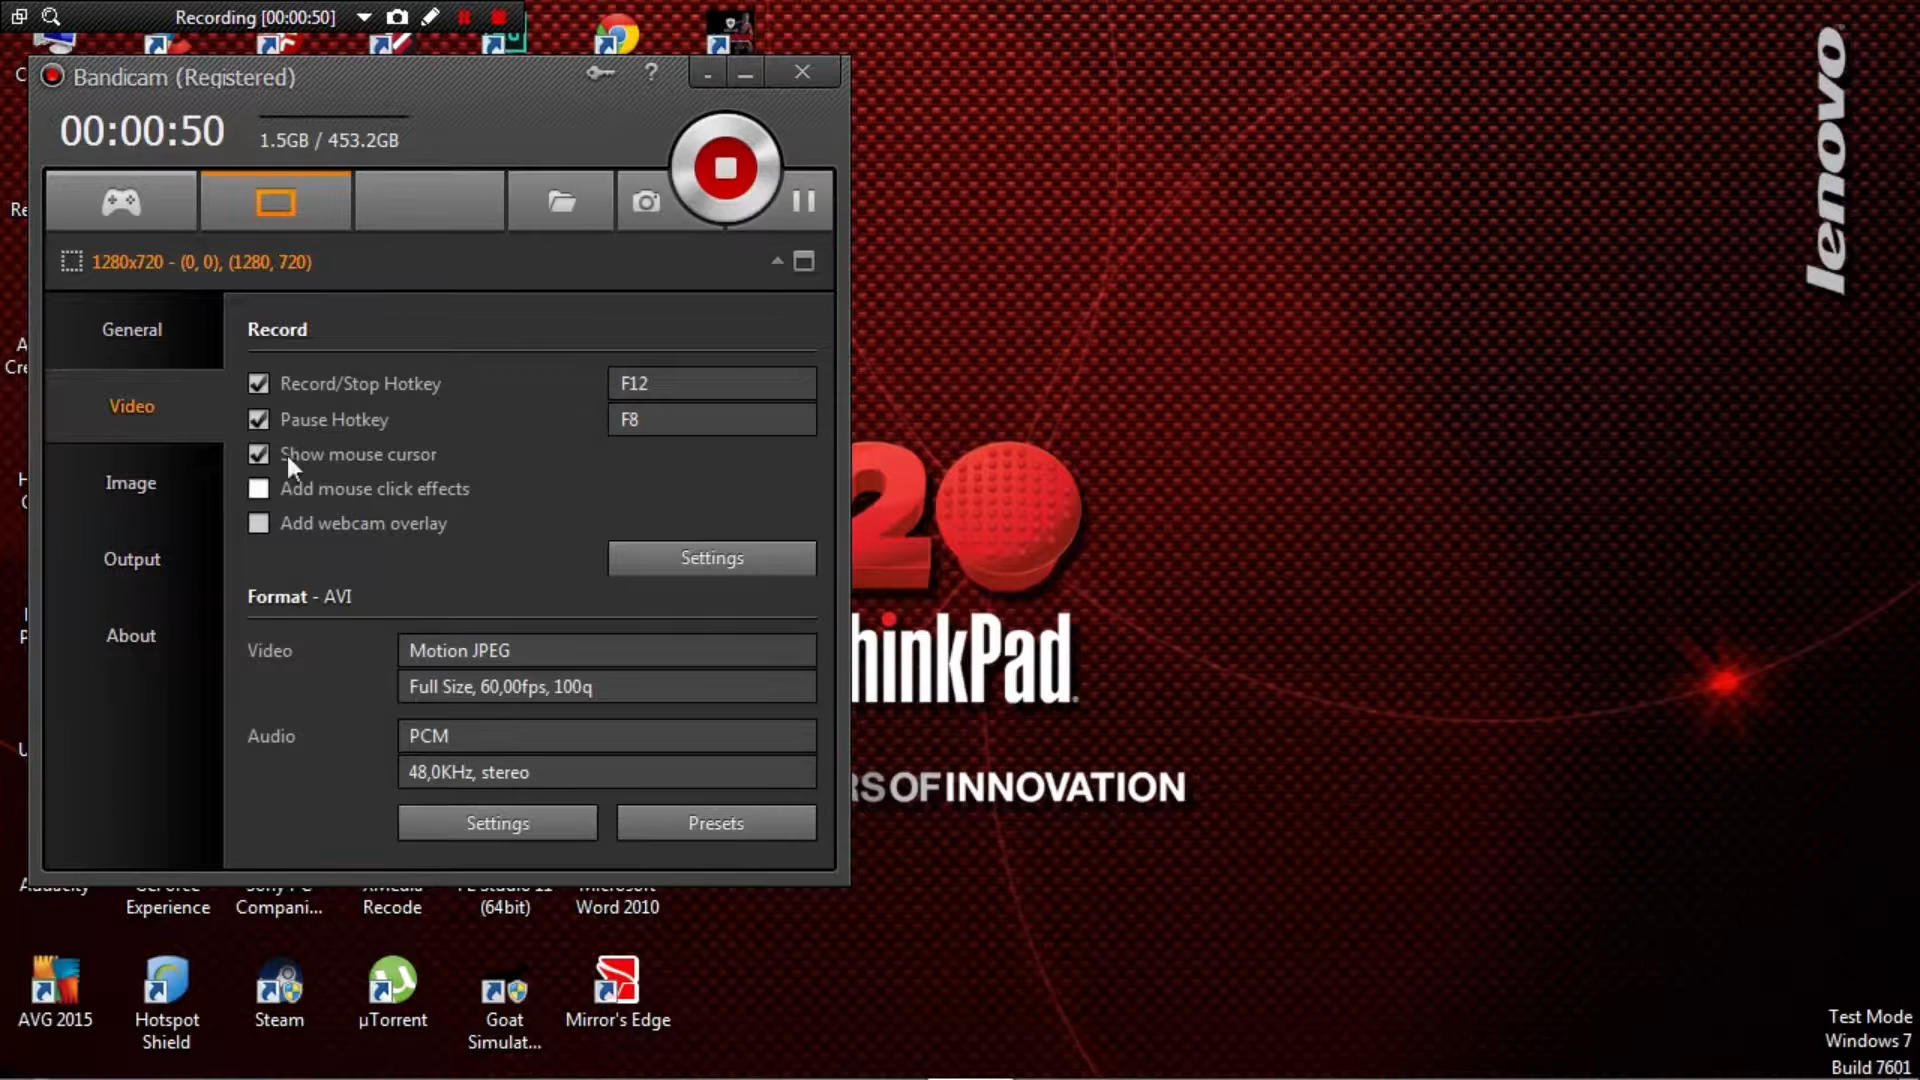 Recording [00:00:50]
Bandicam (Registered)
?
00:00:50
1.5GB / 453.2GB
1280x720 - (0, 0), (1280, 720)
General
Video
Image
Output
About
Record
Record/Stop Hotkey
F12
Pause Hotkey
F8
Show mouse cursor
Add mouse click effects
Add webcam overlay
Settings
Format - AVI
Video
Motion JPEG
Full Size, 60,00fps, 100q
Audio
PCM
48,0KHz, stereo
Settings
Presets
lenovo
20
hinkPad
RSOFINNOVATION
Experience
Compani...
Recode
(64bit)
Word 2010
AVG 2015
Hotspot
Shield
Steam
µTorrent
Goat
Simulat...
Mirror's Edge
Test Mode
Windows 7
Build 7601